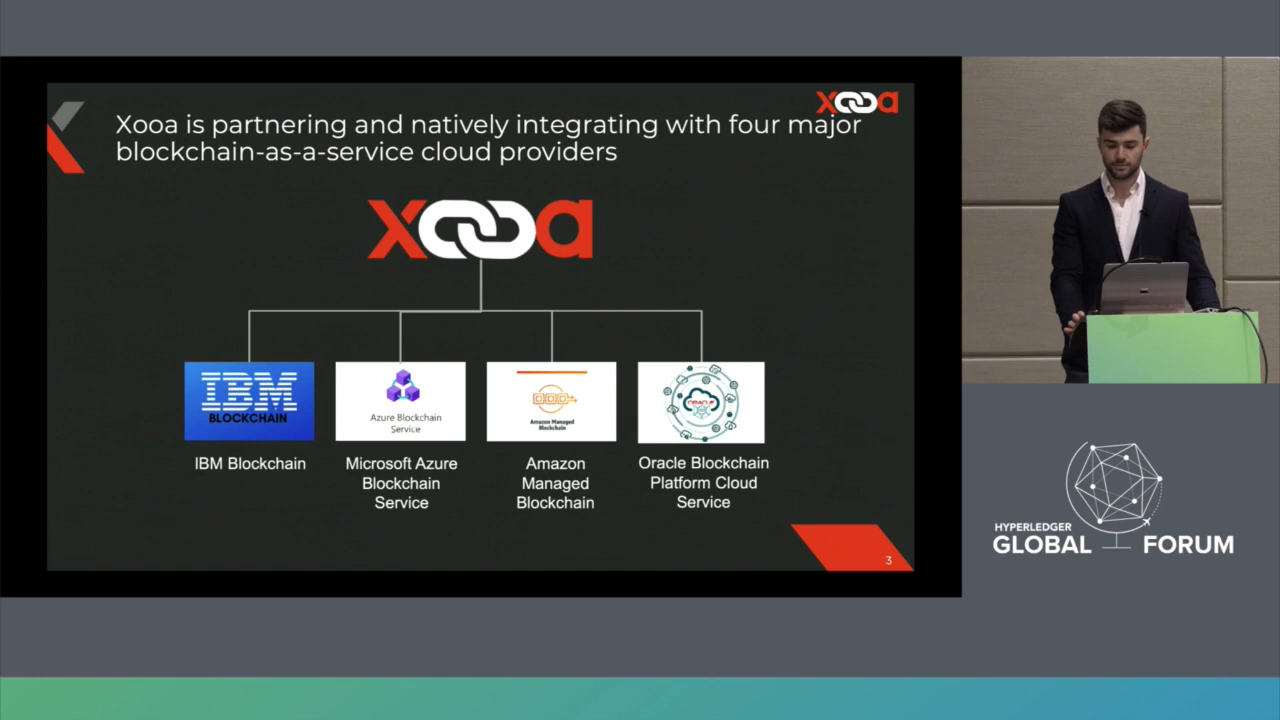 xooa
Xooa is partnering and natively integrating with four major
blockchain-as-a-service cloud providers
xooa
IBM
BLOCKCHAIN
Azure Blockchain
Service
Amazon Managed
Blockchain
ORACLE
IBM Blockchain
Microsoft Azure
Blockchain
Service
Amazon
Managed
Blockchain
Oracle Blockchain
Platform Cloud
Service
3
HYPERLEDGER
GLOBAL FORUM